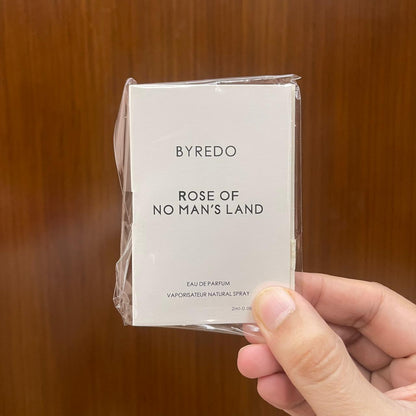 BYREDO
ROSE OF
NO MAN'S LAND
EAU DE PARFUM
VAPORISATEUR NATURAL SPRAY